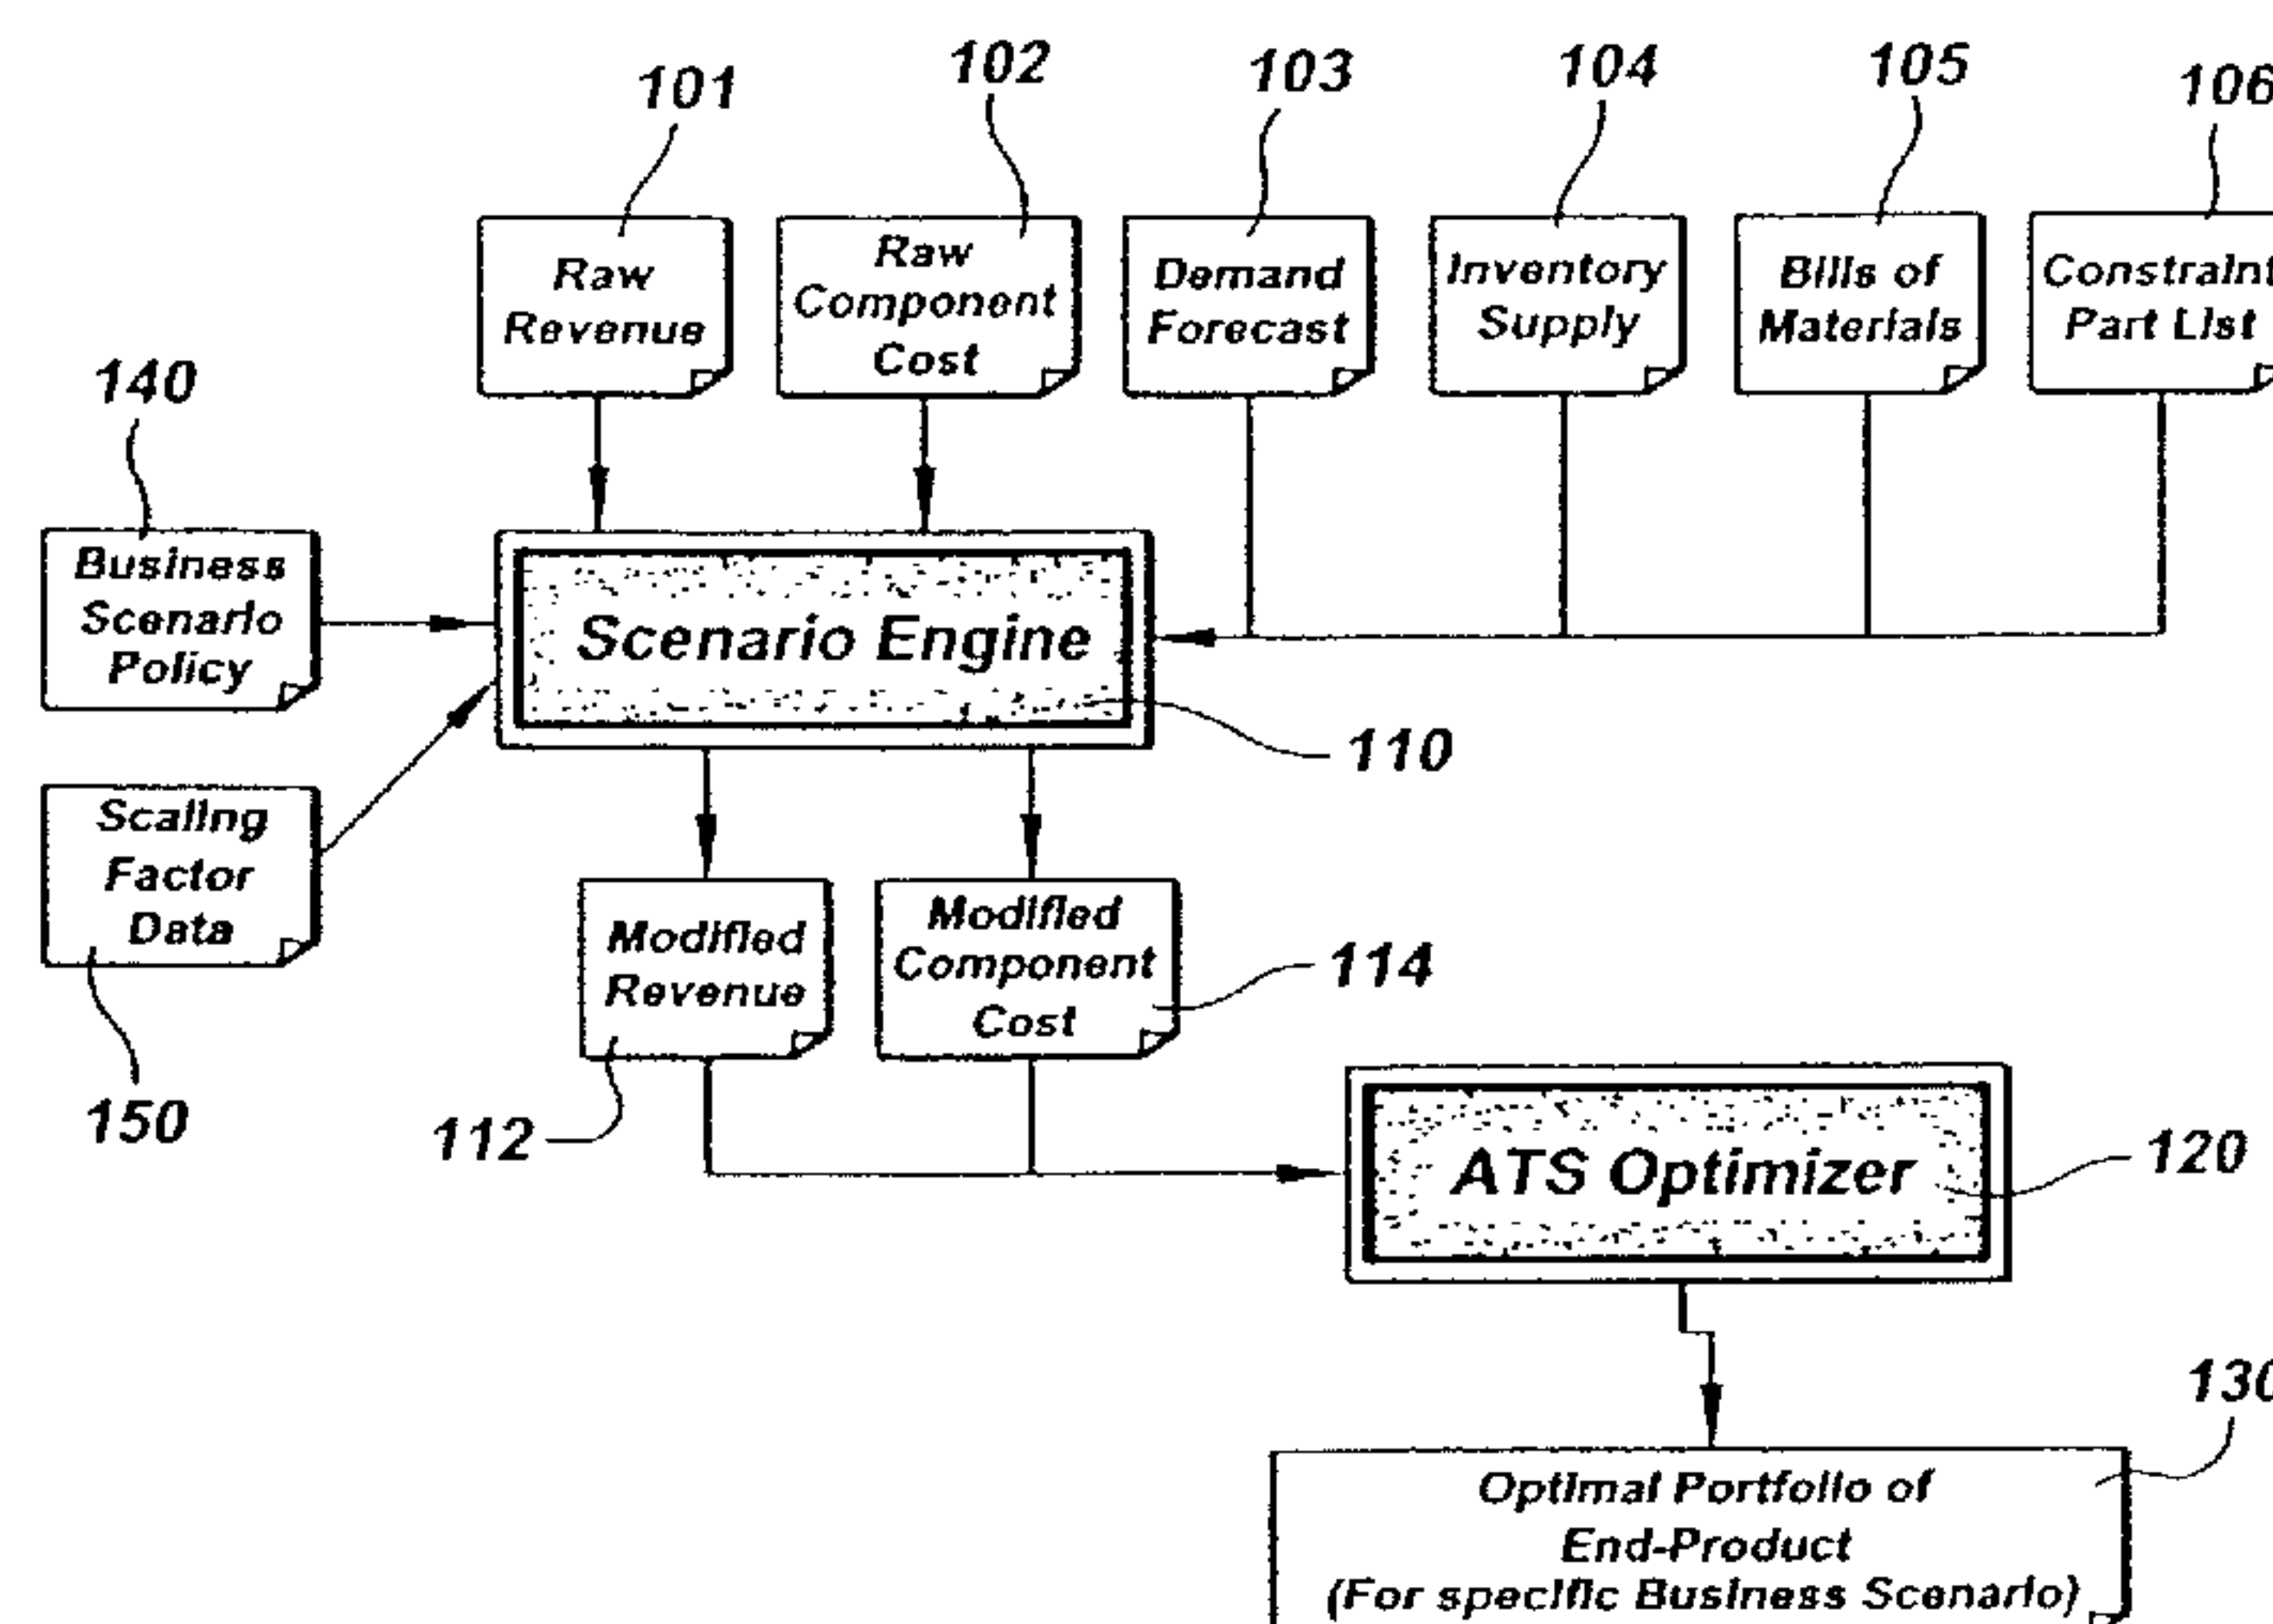 101
102
103
104
105
106
Raw
Revenue
Raw
Component
Cost
Demand
Forecast
Inventory
Supply
Bills of
Materials
Constraint
Part List
140
Business
Scenario
Policy
Scenario Engine
110
Scaling
Factor
Data
150
Modified
Revenue
112
Modified
Component
Cost
114
ATS Optimizer
120
130
Optimal Portfolio of
End-Product
(For specific Business Scenario)